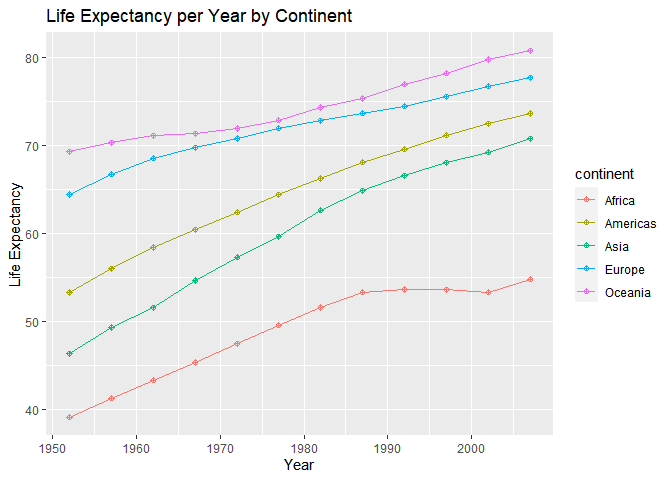 Life Expectancy per Year by Continent
80
70
60
50
40
Life Expectancy
1950 1960 1970 1980 1990 2000
Year
continent
Africa
Americas
Asia
Europe
Oceania